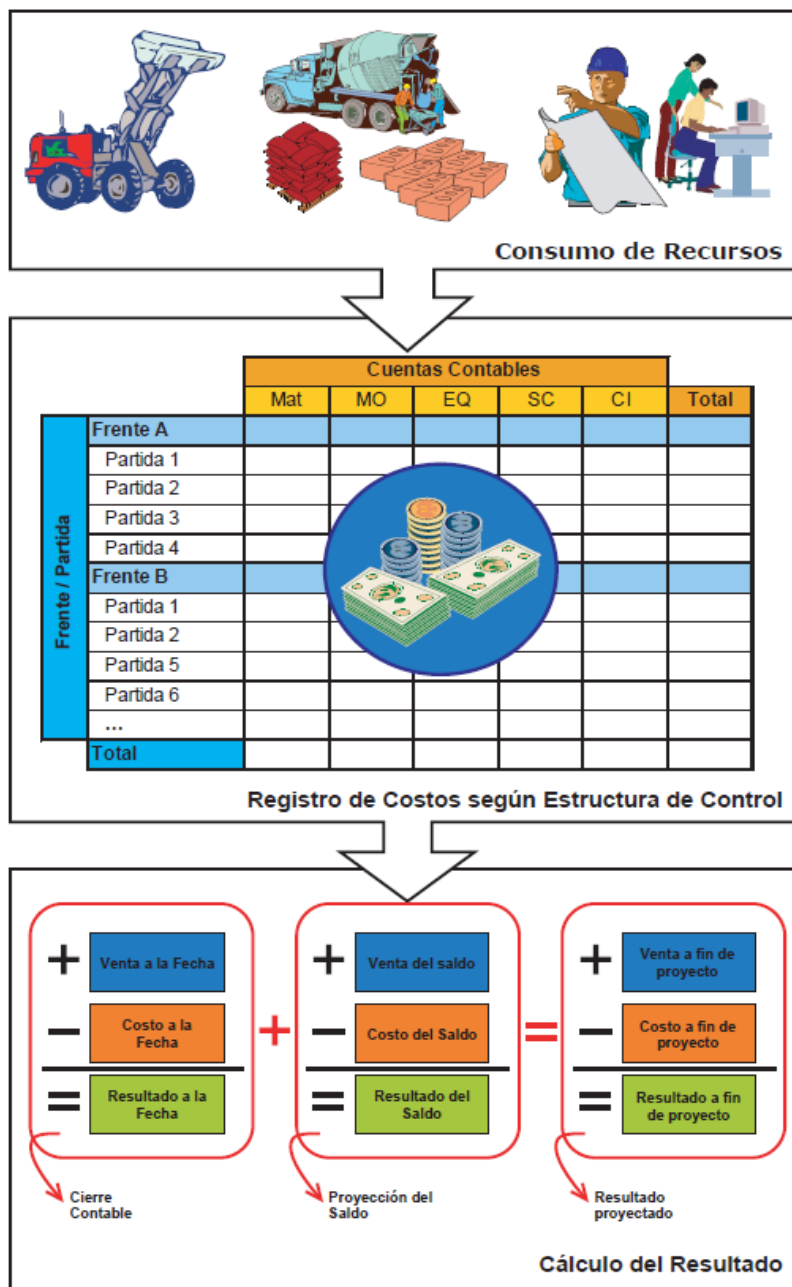 Consumo de Recursos
Cuentas Contables
Mat MO EQ SC CI Total
Frente / Partida
Frente A
Partida 1
Partida 2
Partida 3
Partida 4
Frente B
Partida 1
Partida 2
Partida 5
Partida 6
...
Total
Registro de Costos según Estructura de Control
+ Venta a la Fecha
− Costo a la
Fecha
= Resultado a la
Fecha
Cierre
Contable
+
+ Venta del saldo
− Costo del Saldo
= Resultado del
Saldo
Proyección del
Saldo
=
+ Venta a fin de
proyecto
− Costo a fin de
proyecto
= Resultado a fin
de proyecto
Resultado
proyectado
Cálculo del Resultado